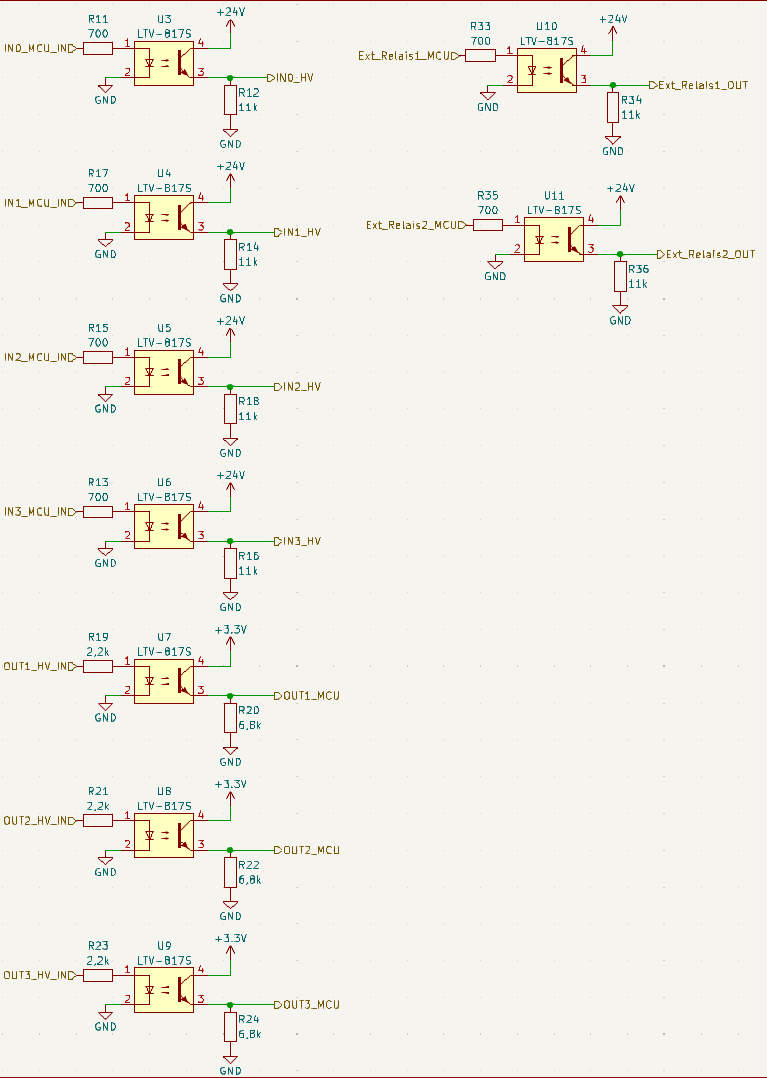 R11
700
U3
LTV-817S
+24V
IN0_MCU_IN
1
4
2
3
IN0_HV
GND
R12
11k
GND
R17
700
U4
LTV-817S
+24V
IN1_MCU_IN
1
4
2
3
IN1_HV
GND
R14
11k
GND
R15
700
U5
LTV-817S
+24V
IN2_MCU_IN
1
4
2
3
IN2_HV
GND
R18
11k
GND
R13
700
U6
LTV-817S
+24V
IN3_MCU_IN
1
4
2
3
IN3_HV
GND
R16
11k
GND
R19
2,2k
U7
LTV-817S
+3.3V
OUT1_HV_IN
1
4
2
3
OUT1_MCU
GND
R20
6,8k
GND
R21
2,2k
U8
LTV-817S
+3.3V
OUT2_HV_IN
1
4
2
3
OUT2_MCU
GND
R22
6,8k
GND
R23
2,2k
U9
LTV-817S
+3.3V
OUT3_HV_IN
1
4
2
3
OUT3_MCU
GND
R24
6,8k
GND
R33
700
U10
LTV-817S
+24V
Ext_Relais1_MCU
1
4
2
3
Ext_Relais1_OUT
GND
R34
11k
GND
R35
700
U11
LTV-817S
+24V
Ext_Relais2_MCU
1
4
2
3
Ext_Relais2_OUT
GND
R36
11k
GND